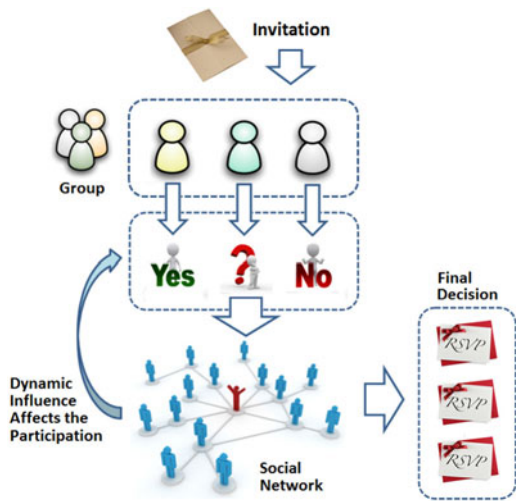 Invitation
Group
Yes
?
No
Final
Decision
RSVP
RSVP
RSVP
Dynamic
Influence
Affects the
Participation
Social
Network